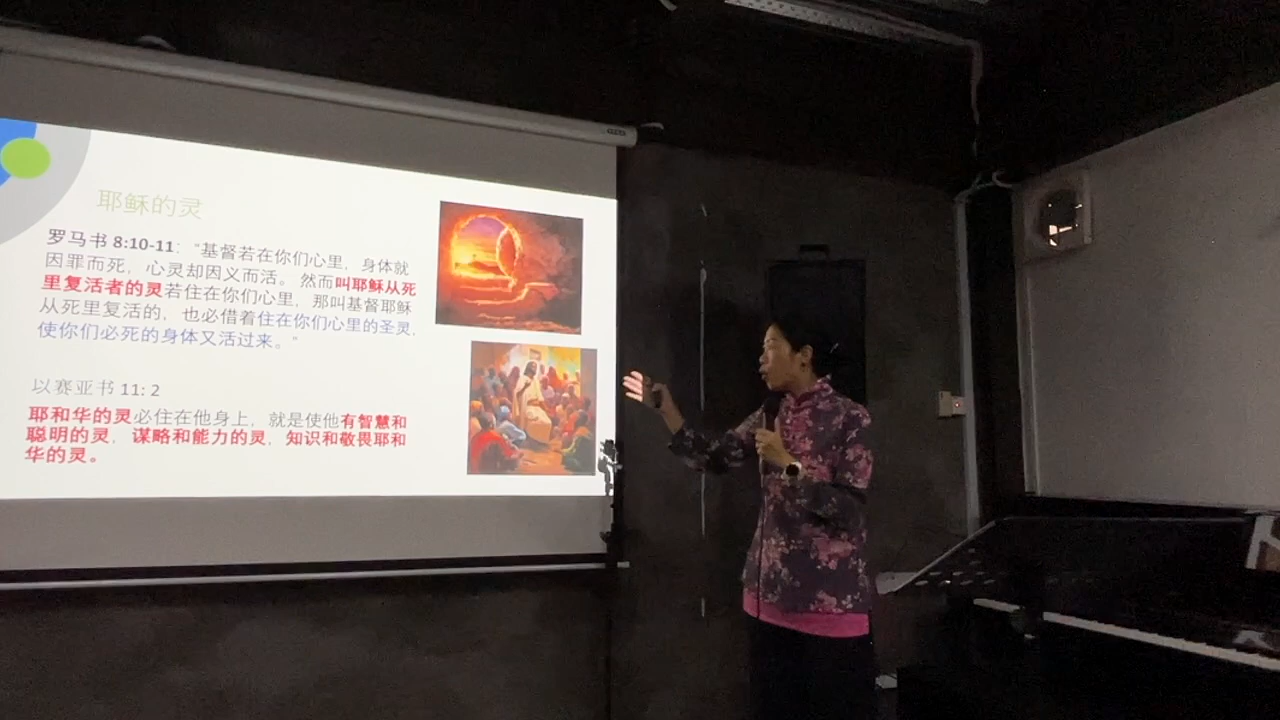 耶稣的灵
罗马书 8:10-11："基督若在你们心里，身体就
因罪而死，心灵却因义而活。 然而叫耶稣从死
里复活者的灵若住在你们心里，那叫基督耶稣
从死里复活的，也必借着住在你们心里的圣灵，
使你们必死的身体又活过来。"
以赛亚书 11: 2
耶和华的灵必住在他身上，就是使他有智慧和
聪明的灵，谋略和能力的灵，知识和敬畏耶和
华的灵。